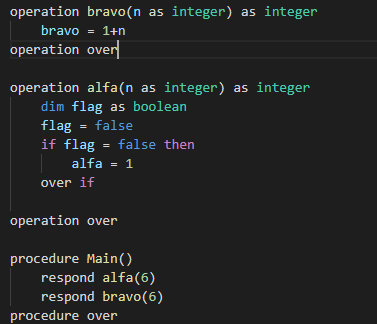 operation bravo(n as integer) as integer
    bravo = 1+n
operation over

operation alfa(n as integer) as integer
    dim flag as boolean
    flag = false
    if flag = false then
        alfa = 1
    over if

operation over

procedure Main()
    respond alfa(6)
    respond bravo(6)
procedure over